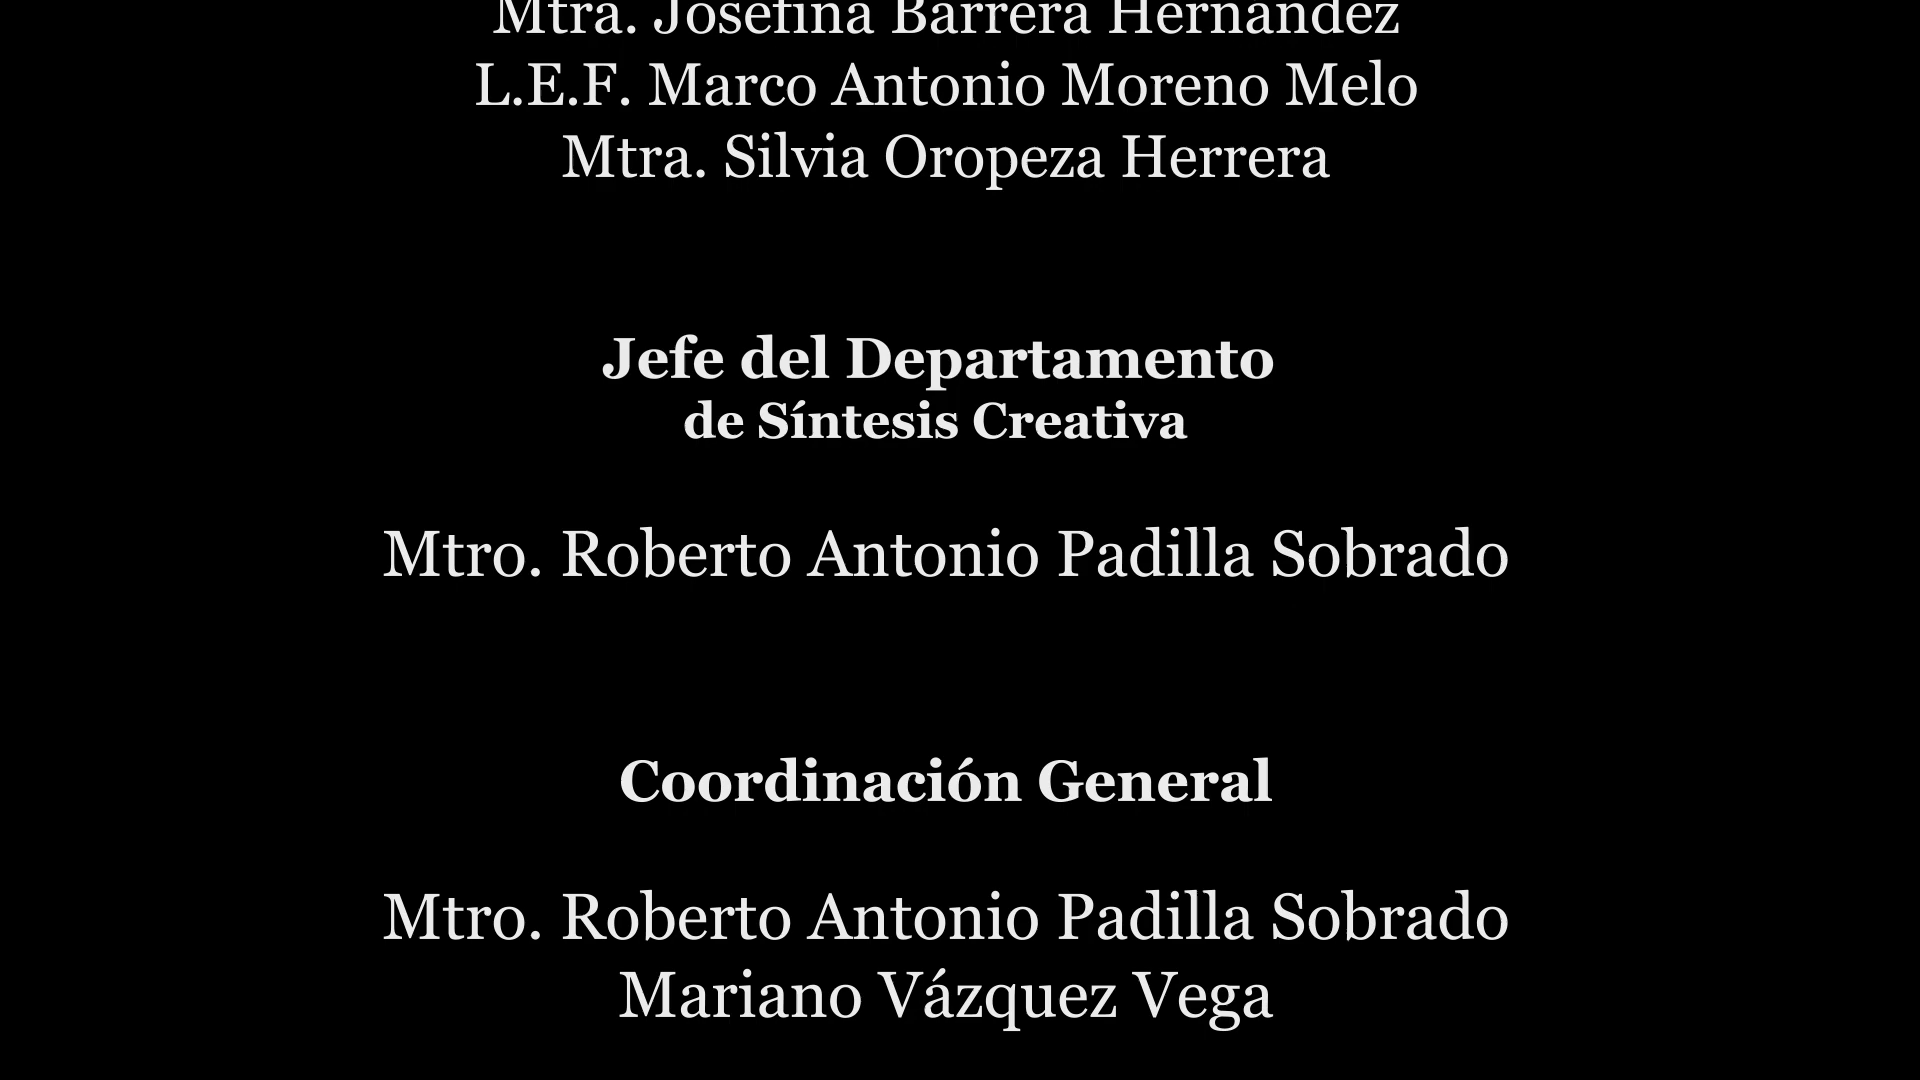 Mtra. Josefina Barrera Hernández
L.E.F. Marco Antonio Moreno Melo
Mtra. Silvia Oropeza Herrera
Jefe del Departamento
de Síntesis Creativa
Mtro. Roberto Antonio Padilla Sobrado
Coordinación General
Mtro. Roberto Antonio Padilla Sobrado
Mariano Vázquez Vega